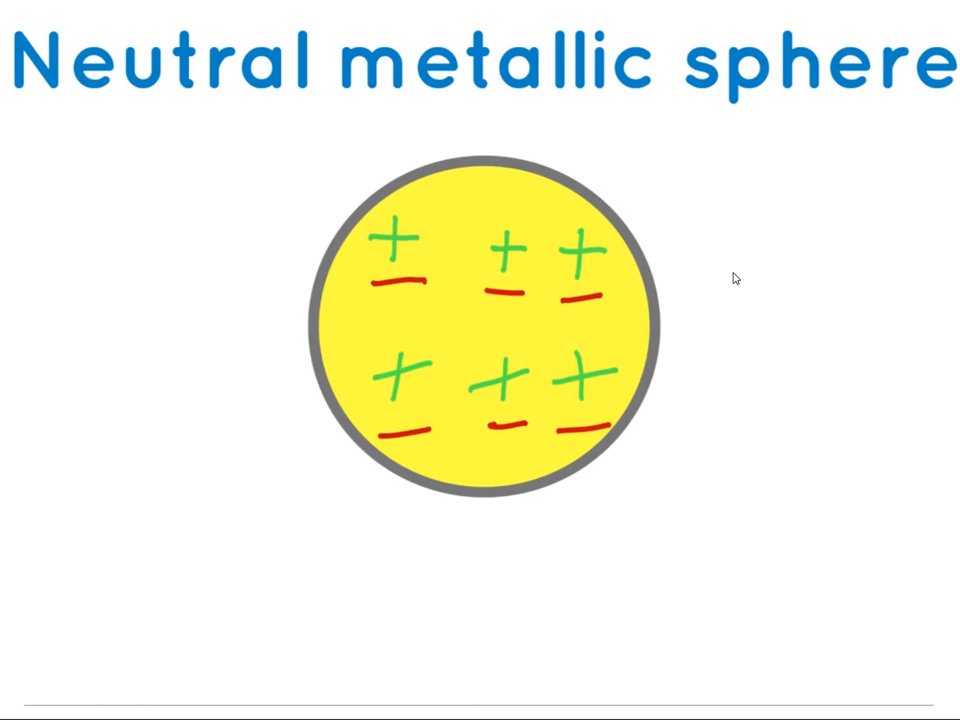 Neutral metallic sphere
+ + +
− − −
+ + +
− − −